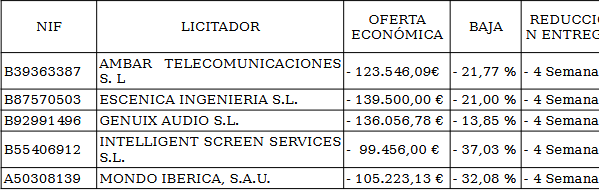 NIF LICITADOR OFERTA ECONÓMICA BAJA REDUCCIÓ
N ENTREG
B39363387 AMBAR TELECOMUNICACIONES S. L - 123.546,09€ - 21,77 % - 4 Semana
B87570503 ESCENICA INGENIERIA S.L. - 139.500,00 € - 21,00 % - 4 Semana
B92991496 GENUIX AUDIO S.L. - 136.056,78 € - 13,85 % - 4 Semana
B55406912 INTELLIGENT SCREEN SERVICES S.L. - 99.456,00 € - 37,03 % - 4 Semana
A50308139 MONDO IBERICA, S.A.U. - 105.223,13 € - 32,08 % - 4 Semana